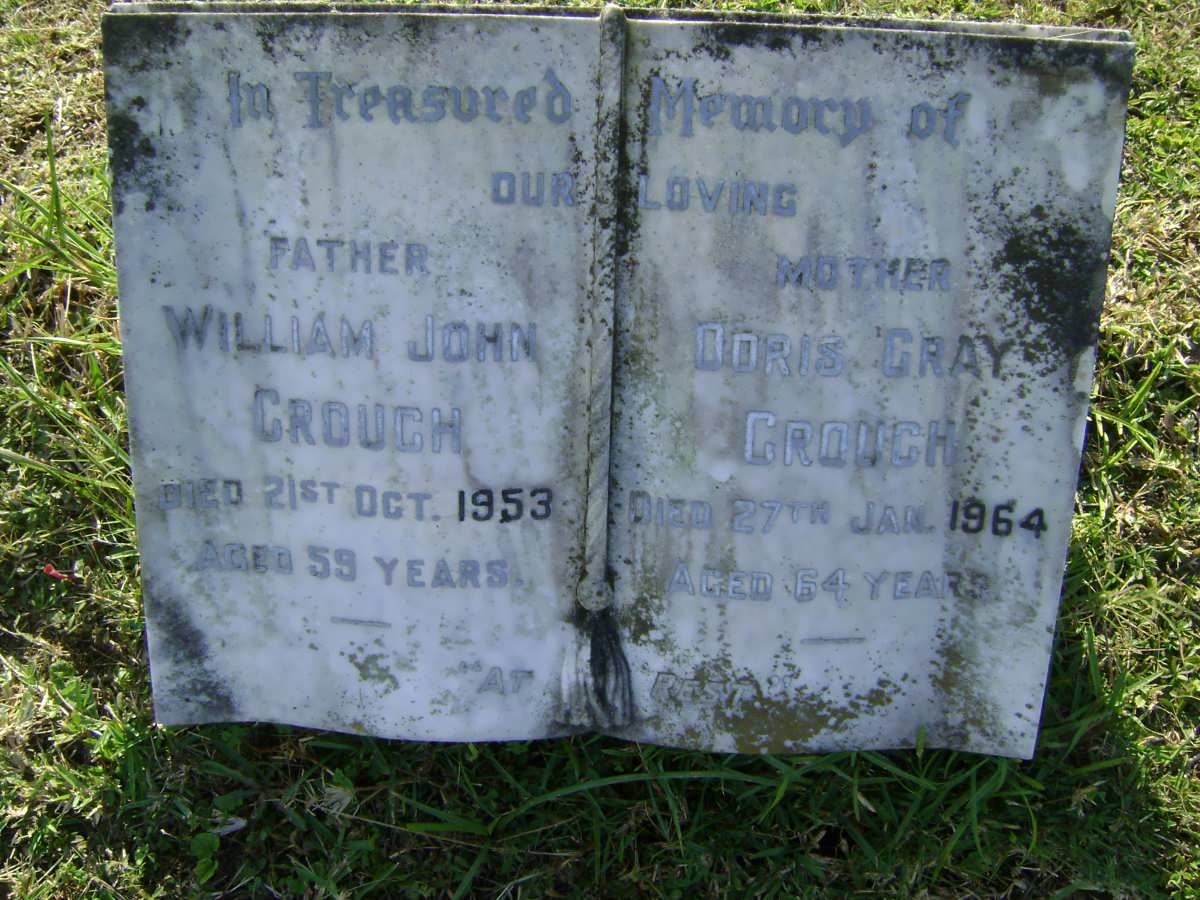 In Treasured Memory of
OUR LOVING
FATHER
WILLIAM JOHN
CROUCH
DIED 21ST OCT. 1953
AGED 59 YEARS.
MOTHER
DORIS GRAY
CROUCH
DIED 27TH JAN. 1964
AGED 64 YEARS
"AT